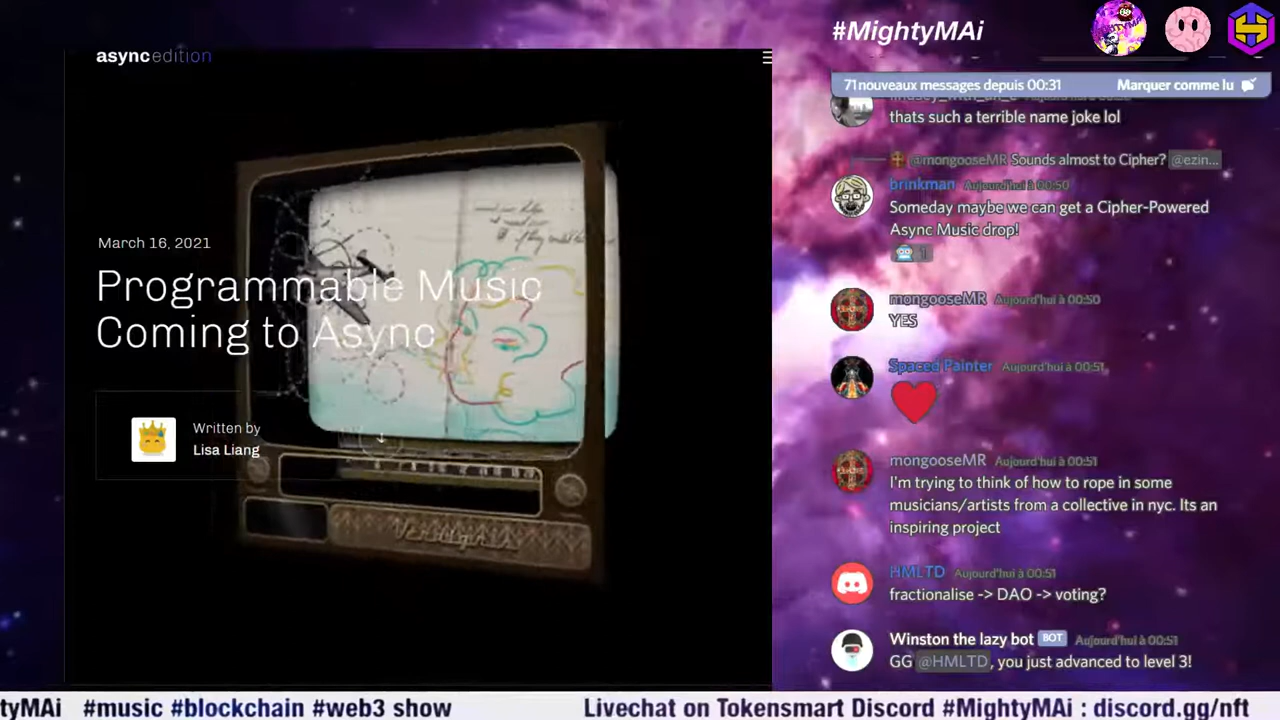 asyncedition
March 16, 2021
Programmable Music
Coming to Async
Written by
Lisa Liang
#MightyMAi
71 nouveaux messages depuis 00:31
Marquer comme lu
thats such a terrible name joke lol
@mongooseMR Sounds almost to Cipher? @ezin...
brinkman Aujourd'hui à 00:50
Someday maybe we can get a Cipher-Powered
Async Music drop!
1
mongooseMR Aujourd'hui à 00:50
YES
Spaced Painter Aujourd'hui à 00:51
mongooseMR Aujourd'hui à 00:51
I'm trying to think of how to rope in some
musicians/artists from a collective in nyc. Its an
inspiring project
HMLTD Aujourd'hui à 00:51
fractionalise -> DAO -> voting?
Winston the lazy bot BOT Aujourd'hui à 00:51
GG @HMLTD, you just advanced to level 3!
tyMAi #music #blockchain #web3 show Livechat on Tokensmart Discord #MightyMAi : discord.gg/nft